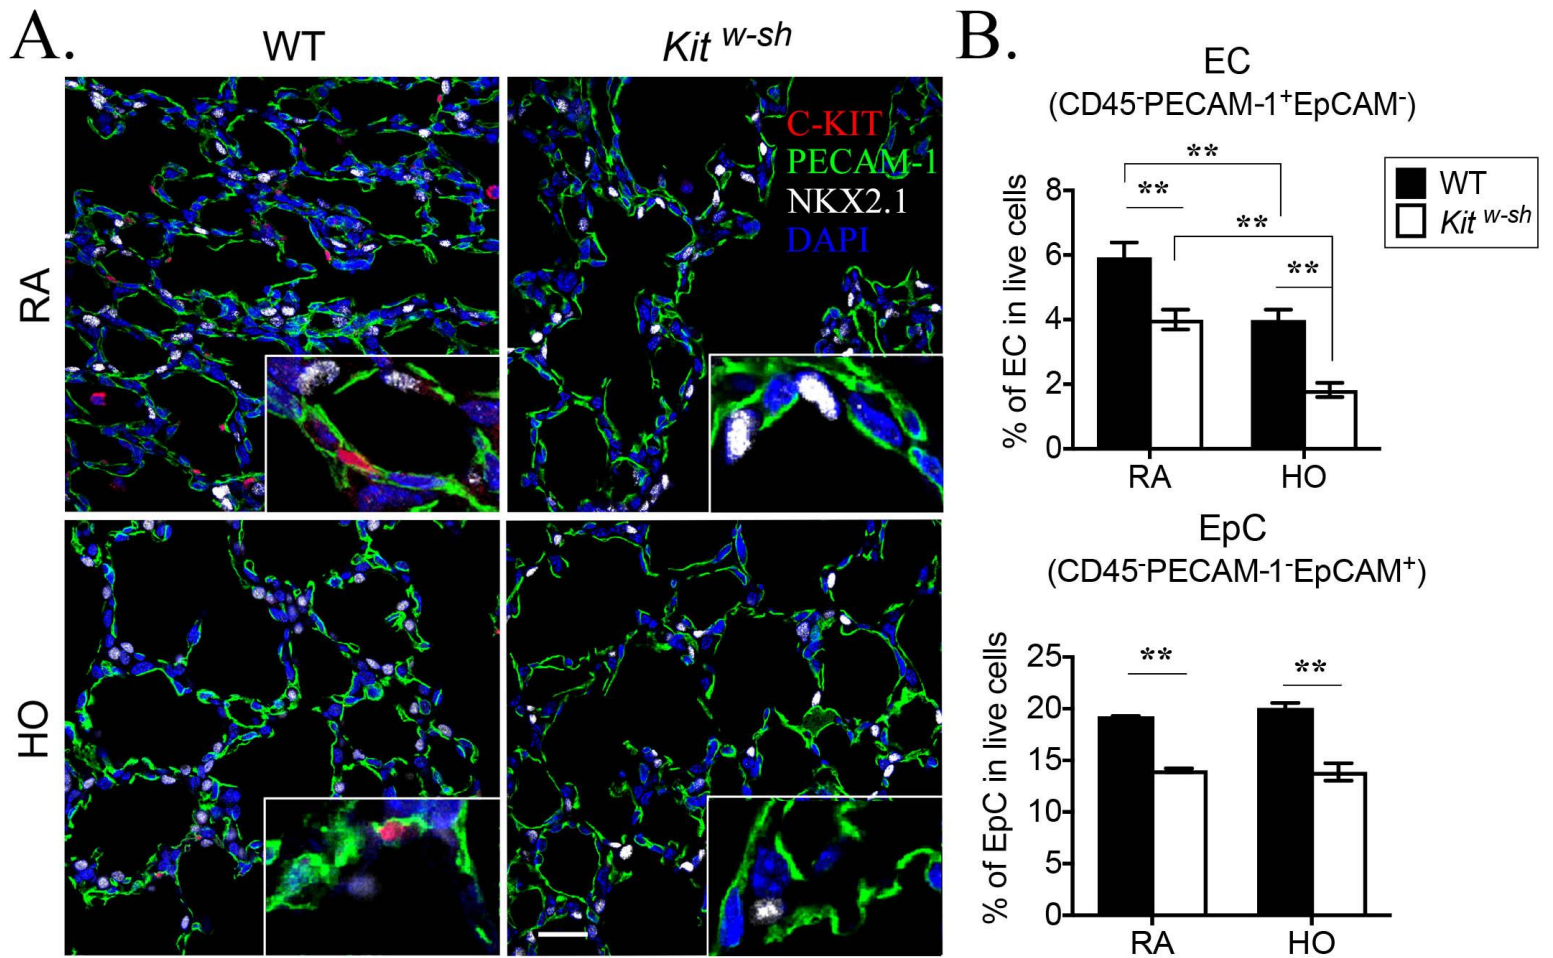 A.
WT
Kit w-sh
RA
HO
C-KIT
PECAM-1
NKX2.1
DAPI
B.
EC
(CD45-PECAM-1+EpCAM-)
WT
Kit w-sh
% of EC in live cells
8
6
4
2
0
**
**
**
**
RA
HO
EpC
(CD45-PECAM-1-EpCAM+)
% of EpC in live cells
25
20
15
10
5
0
**
**
RA
HO